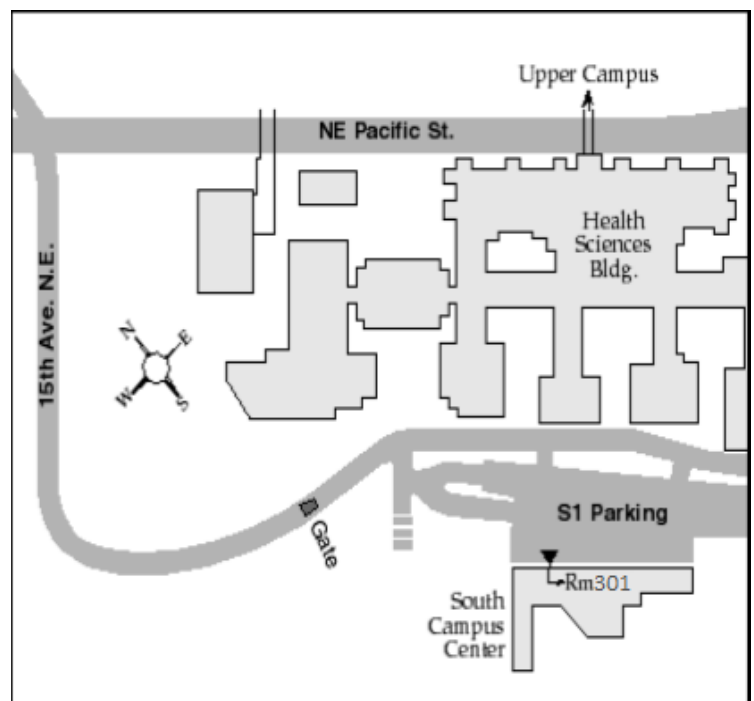 Upper Campus
NE Pacific St.
Health
Sciences
Bldg.
15th Ave. N.E.
N
E
W
S
Gate
S1 Parking
Rm301
South
Campus
Center